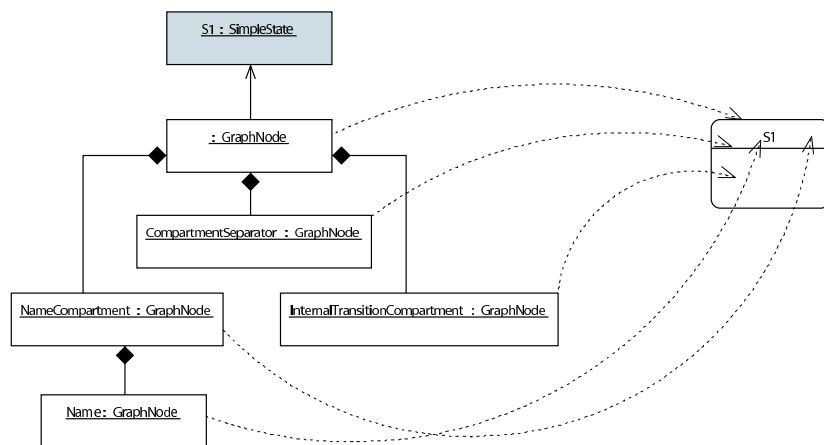 S1 : SimpleState
: GraphNode
S1
CompartmentSeparator : GraphNode
NameCompartment : GraphNode
InternalTransitionCompartment : GraphNode
Name: GraphNode